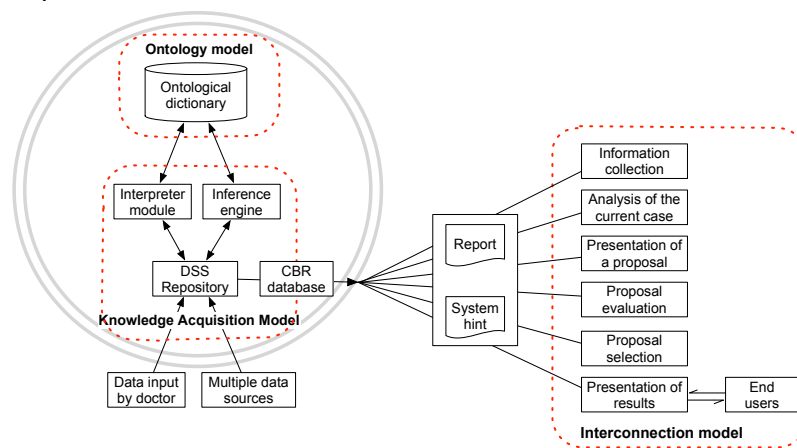 Ontology model
Ontological
dictionary
Interpreter
module
Inference
engine
DSS
Repository
CBR
database
Knowledge Acquisition Model
Data input
by doctor
Multiple data
sources
Report
System
hint
Information
collection
Analysis of the
current case
Presentation of
a proposal
Proposal
evaluation
Proposal
selection
Presentation of
results
End
users
Interconnection model